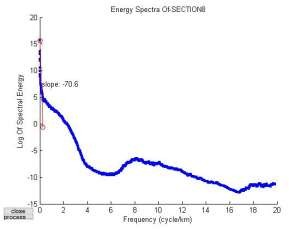 Energy Spectra Of-SECTION8
20
15
10
5
0
-5
-10
-15
slope: -70.6
Log Of Spectral Energy
0 2 4 6 8 10 12 14 16 18 20
Frequency (cycle/km)
close
process ...